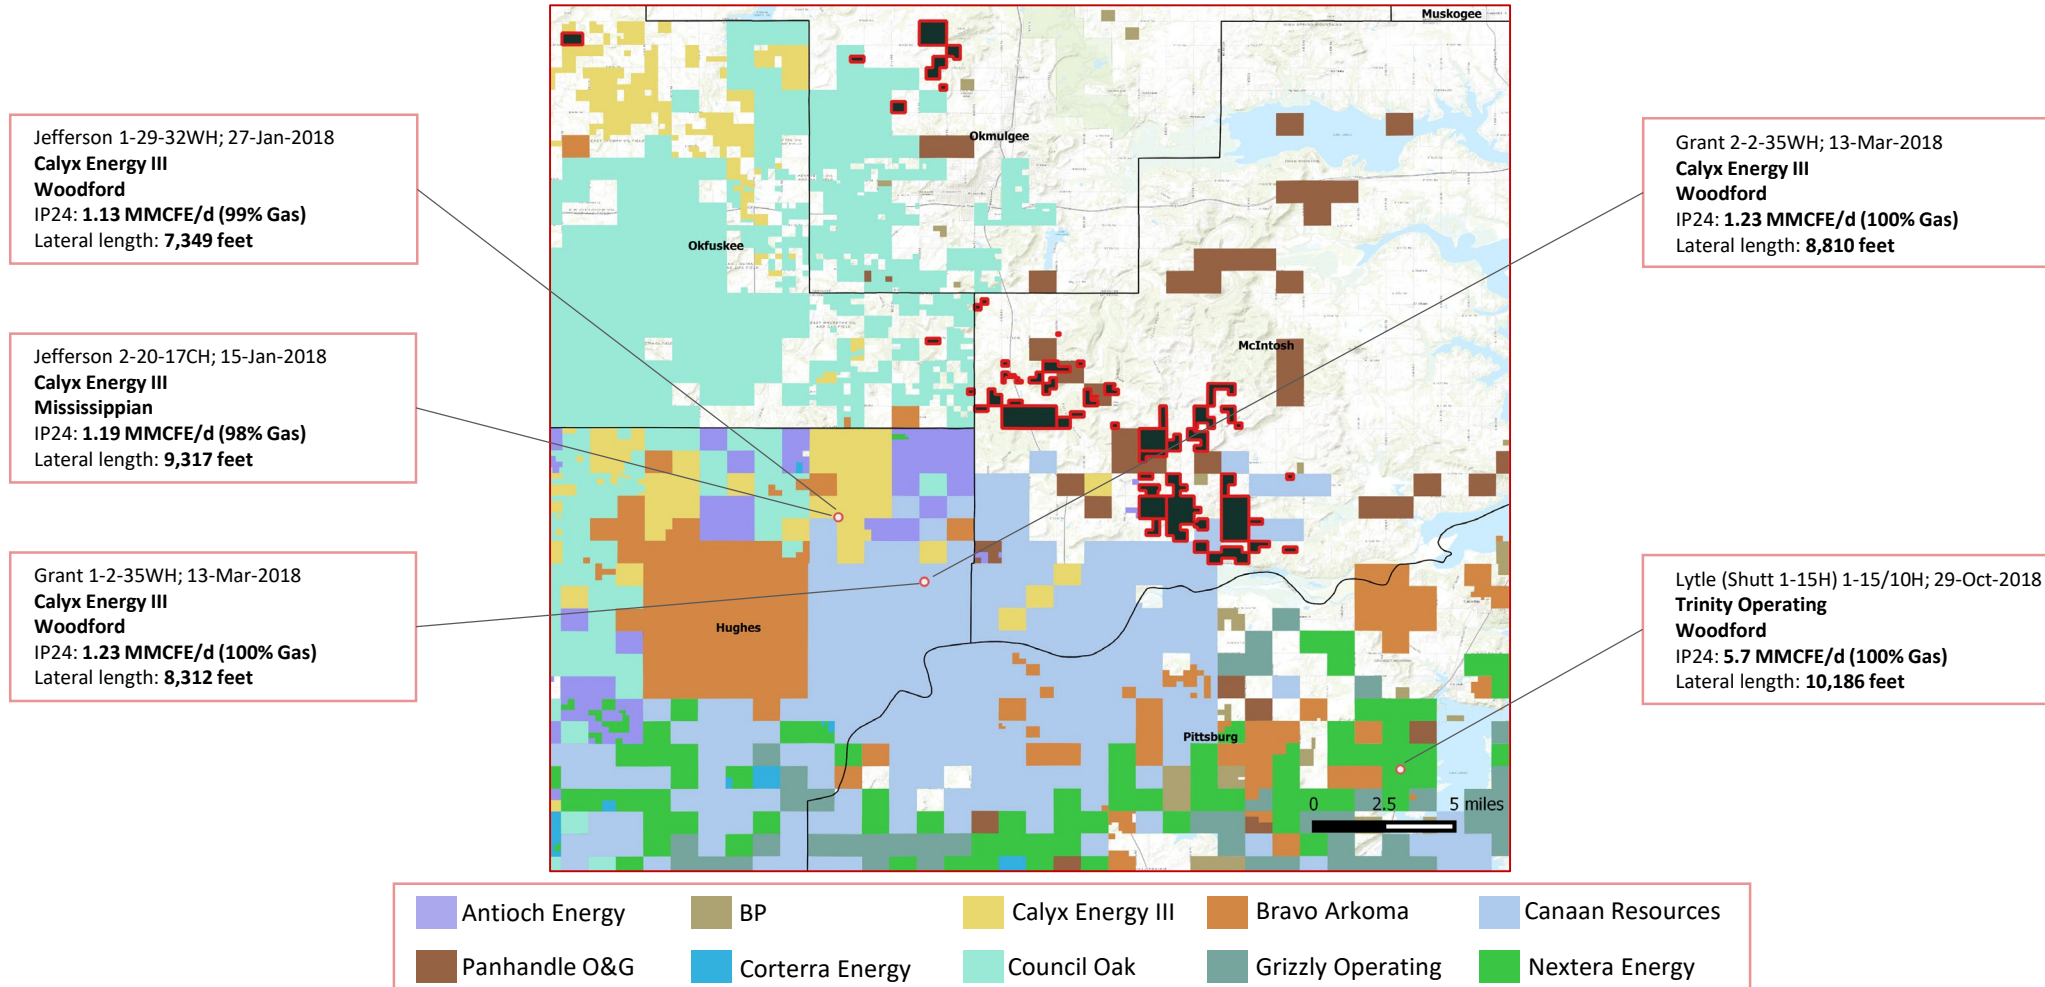 Muskogee
Okmulgee
Okfuskee
McIntosh
Hughes
Pittsburg
Jefferson 1-29-32WH; 27-Jan-2018
Calyx Energy III
Woodford
IP24: 1.13 MMCFE/d (99% Gas)
Lateral length: 7,349 feet
Jefferson 2-20-17CH; 15-Jan-2018
Calyx Energy III
Mississippian
IP24: 1.19 MMCFE/d (98% Gas)
Lateral length: 9,317 feet
Grant 1-2-35WH; 13-Mar-2018
Calyx Energy III
Woodford
IP24: 1.23 MMCFE/d (100% Gas)
Lateral length: 8,312 feet
Grant 2-2-35WH; 13-Mar-2018
Calyx Energy III
Woodford
IP24: 1.23 MMCFE/d (100% Gas)
Lateral length: 8,810 feet
Lytle (Shutt 1-15H) 1-15/10H; 29-Oct-2018
Trinity Operating
Woodford
IP24: 5.7 MMCFE/d (100% Gas)
Lateral length: 10,186 feet
0 2.5 5 miles
Antioch Energy BP Calyx Energy III Bravo Arkoma Canaan Resources
Panhandle O&G Corterra Energy Council Oak Grizzly Operating Nextera Energy